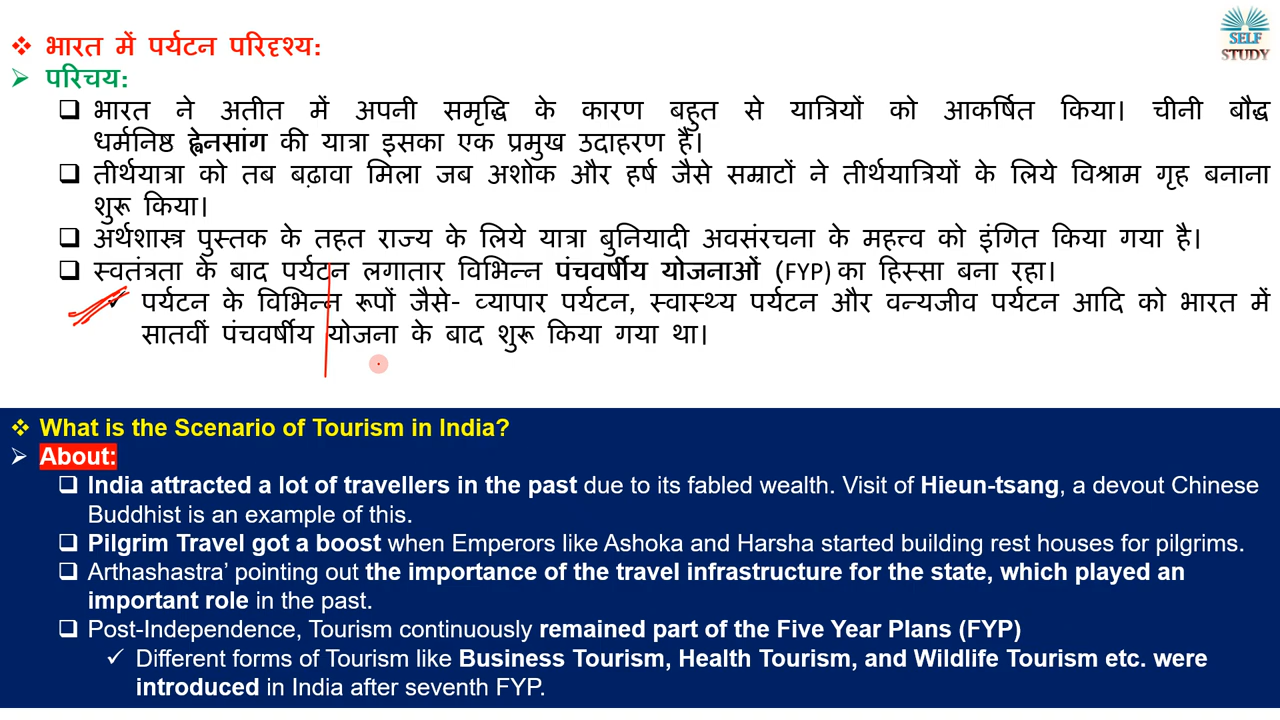 SELF
STUDY
❖ भारत में पर्यटन परिदृश्य:
➢ परिचय:
❑ भारत ने अतीत में अपनी समृद्धि के कारण बहुत से यात्रियों को आकर्षित किया। चीनी बौद्ध
धर्मनिष्ठ ह्वेनसांग की यात्रा इसका एक प्रमुख उदाहरण है।
❑ तीर्थयात्रा को तब बढ़ावा मिला जब अशोक और हर्ष जैसे सम्राटों ने तीर्थयात्रियों के लिये विश्राम गृह बनाना
शुरू किया।
❑ अर्थशास्त्र पुस्तक के तहत राज्य के लिये यात्रा बुनियादी अवसंरचना के महत्त्व को इंगित किया गया है।
❑ स्वतंत्रता के बाद पर्यटन लगातार विभिन्न पंचवर्षीय योजनाओं (FYP) का हिस्सा बना रहा।
✓ पर्यटन के विभिन्न रूपों जैसे- व्यापार पर्यटन, स्वास्थ्य पर्यटन और वन्यजीव पर्यटन आदि को भारत में
सातवीं पंचवर्षीय योजना के बाद शुरू किया गया था।
❖ What is the Scenario of Tourism in India?
➢ About:
❑ India attracted a lot of travellers in the past due to its fabled wealth. Visit of Hieun-tsang, a devout Chinese
Buddhist is an example of this.
❑ Pilgrim Travel got a boost when Emperors like Ashoka and Harsha started building rest houses for pilgrims.
❑ Arthashastra’ pointing out the importance of the travel infrastructure for the state, which played an
important role in the past.
❑ Post-Independence, Tourism continuously remained part of the Five Year Plans (FYP)
✓ Different forms of Tourism like Business Tourism, Health Tourism, and Wildlife Tourism etc. were
introduced in India after seventh FYP.